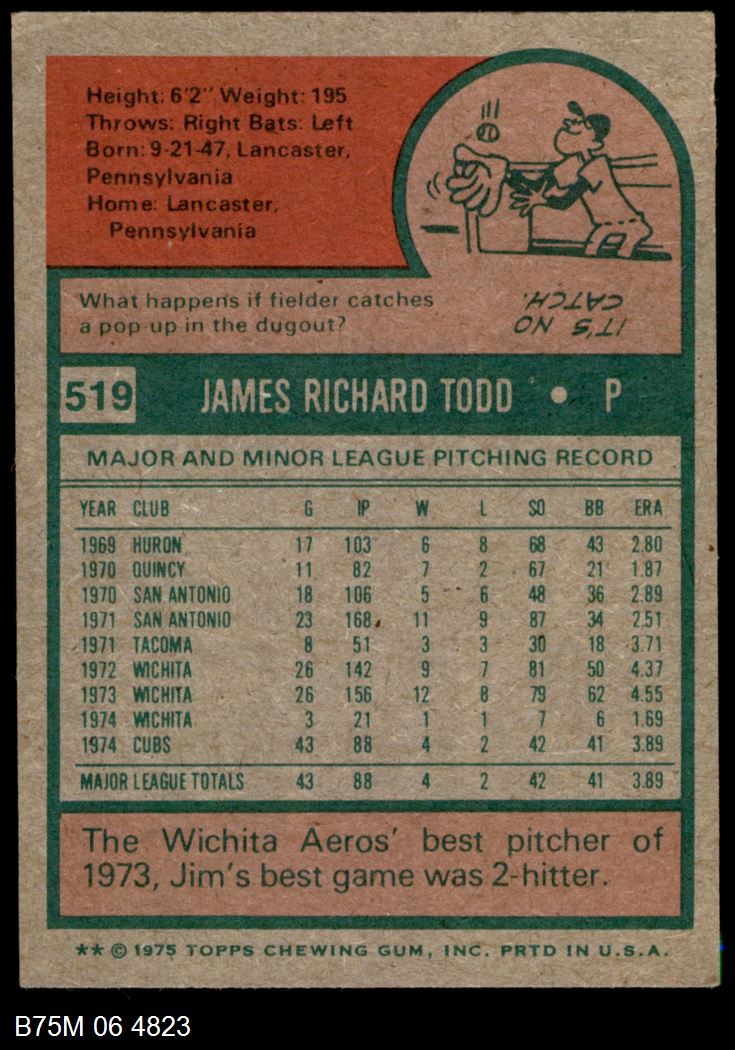 Height: 6'2" Weight: 195
Throws: Right Bats: Left
Born: 9-21-47, Lancaster,
Pennsylvania
Home: Lancaster,
Pennsylvania
What happens if fielder catches
a pop-up in the dugout?
IT'S NO
CATCH.
519 JAMES RICHARD TODD • P
MAJOR AND MINOR LEAGUE PITCHING RECORD
YEAR CLUB G IP W L SO BB ERA
1969 HURON 17 103 6 8 68 43 2.80
1970 QUINCY 11 82 7 2 67 21 1.87
1970 SAN ANTONIO 18 106 5 6 48 36 2.89
1971 SAN ANTONIO 23 168 11 9 87 34 2.51
1971 TACOMA 8 51 3 3 30 18 3.71
1972 WICHITA 26 142 9 7 81 50 4.37
1973 WICHITA 26 156 12 8 79 62 4.55
1974 WICHITA 3 21 1 1 7 6 1.69
1974 CUBS 43 88 4 2 42 41 3.89
MAJOR LEAGUE TOTALS 43 88 4 2 42 41 3.89
The Wichita Aeros' best pitcher of
1973, Jim's best game was 2-hitter.
** © 1975 TOPPS CHEWING GUM, INC. PRTD IN U.S.A.
B75M 06 4823